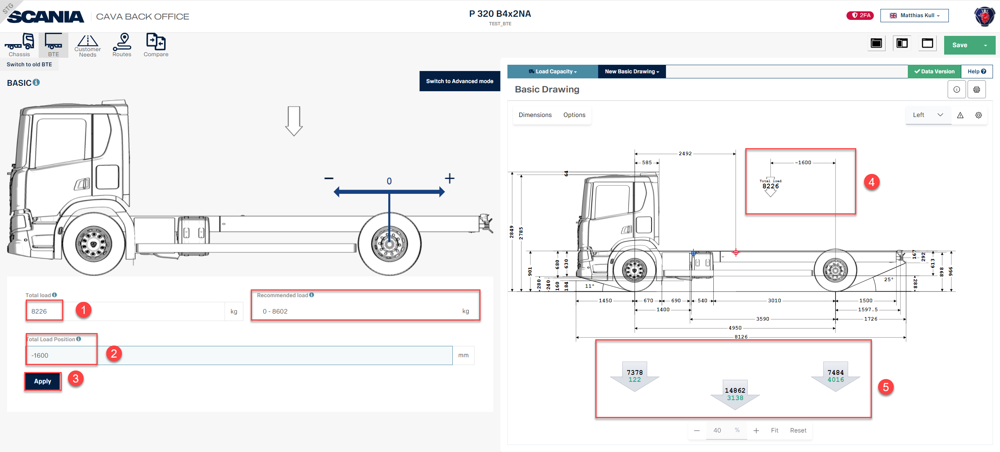 STG
SCANIA
CAVA BACK OFFICE
P 320 B4x2NA
TEST_BTE
2FA
Matthias Kull
Chassis
BTE
Customer Needs
Routes
Compare
Save
Switch to old BTE
BASIC
Switch to Advanced mode
0
Total load
8226
kg
1
Recommended load
0 - 8602
kg
Total Load Position
-1600
mm
2
Apply
3
Load Capacity
New Basic Drawing
Data Version
Help
Basic Drawing
Dimensions
Options
Left
2492
585
-1600
64
Total load
8226
4
2849
2785
901
680
630
280
240
160
184
11°
25°
167
292
613
288
898
966
1450
670
690
540
3010
1500
1400
1597.5
3590
1726
4950
8126
7378
122
14862
3138
7484
4016
5
40
%
Fit
Reset